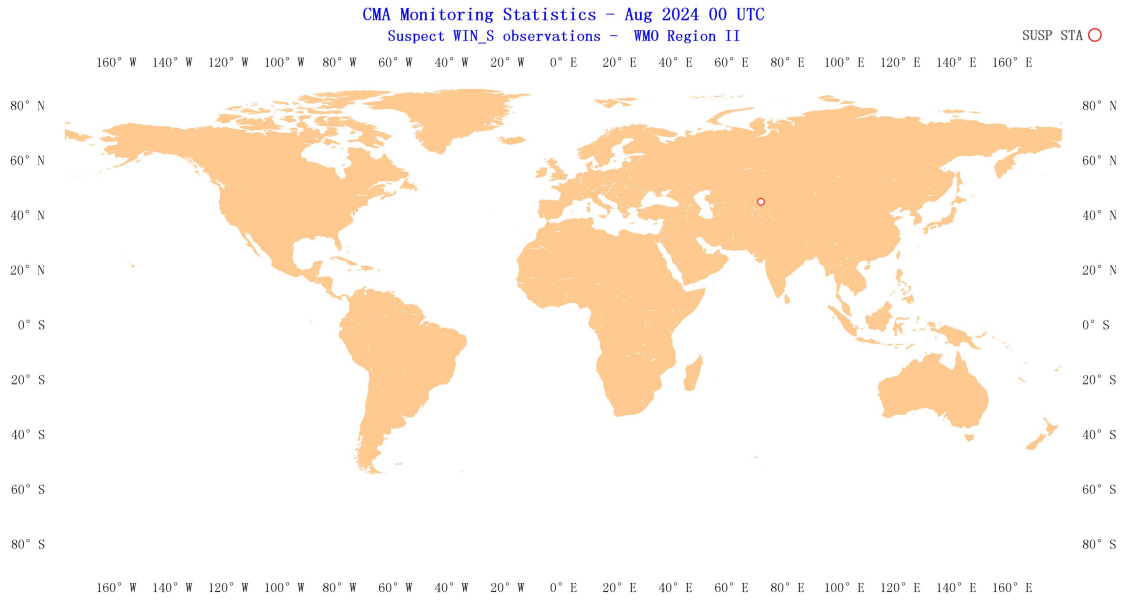 CMA Monitoring Statistics - Aug 2024 00 UTC
Suspect WIN_S observations -  WMO Region II
SUSP STA
160° W 140° W 120° W 100° W 80° W 60° W 40° W 20° W 0° E 20° E 40° E 60° E 80° E 100° E 120° E 140° E 160° E
80° N 80° N
60° N 60° N
40° N 40° N
20° N 20° N
0° S 0° S
20° S 20° S
40° S 40° S
60° S 60° S
80° S 80° S
160° W 140° W 120° W 100° W 80° W 60° W 40° W 20° W 0° E 20° E 40° E 60° E 80° E 100° E 120° E 140° E 160° E